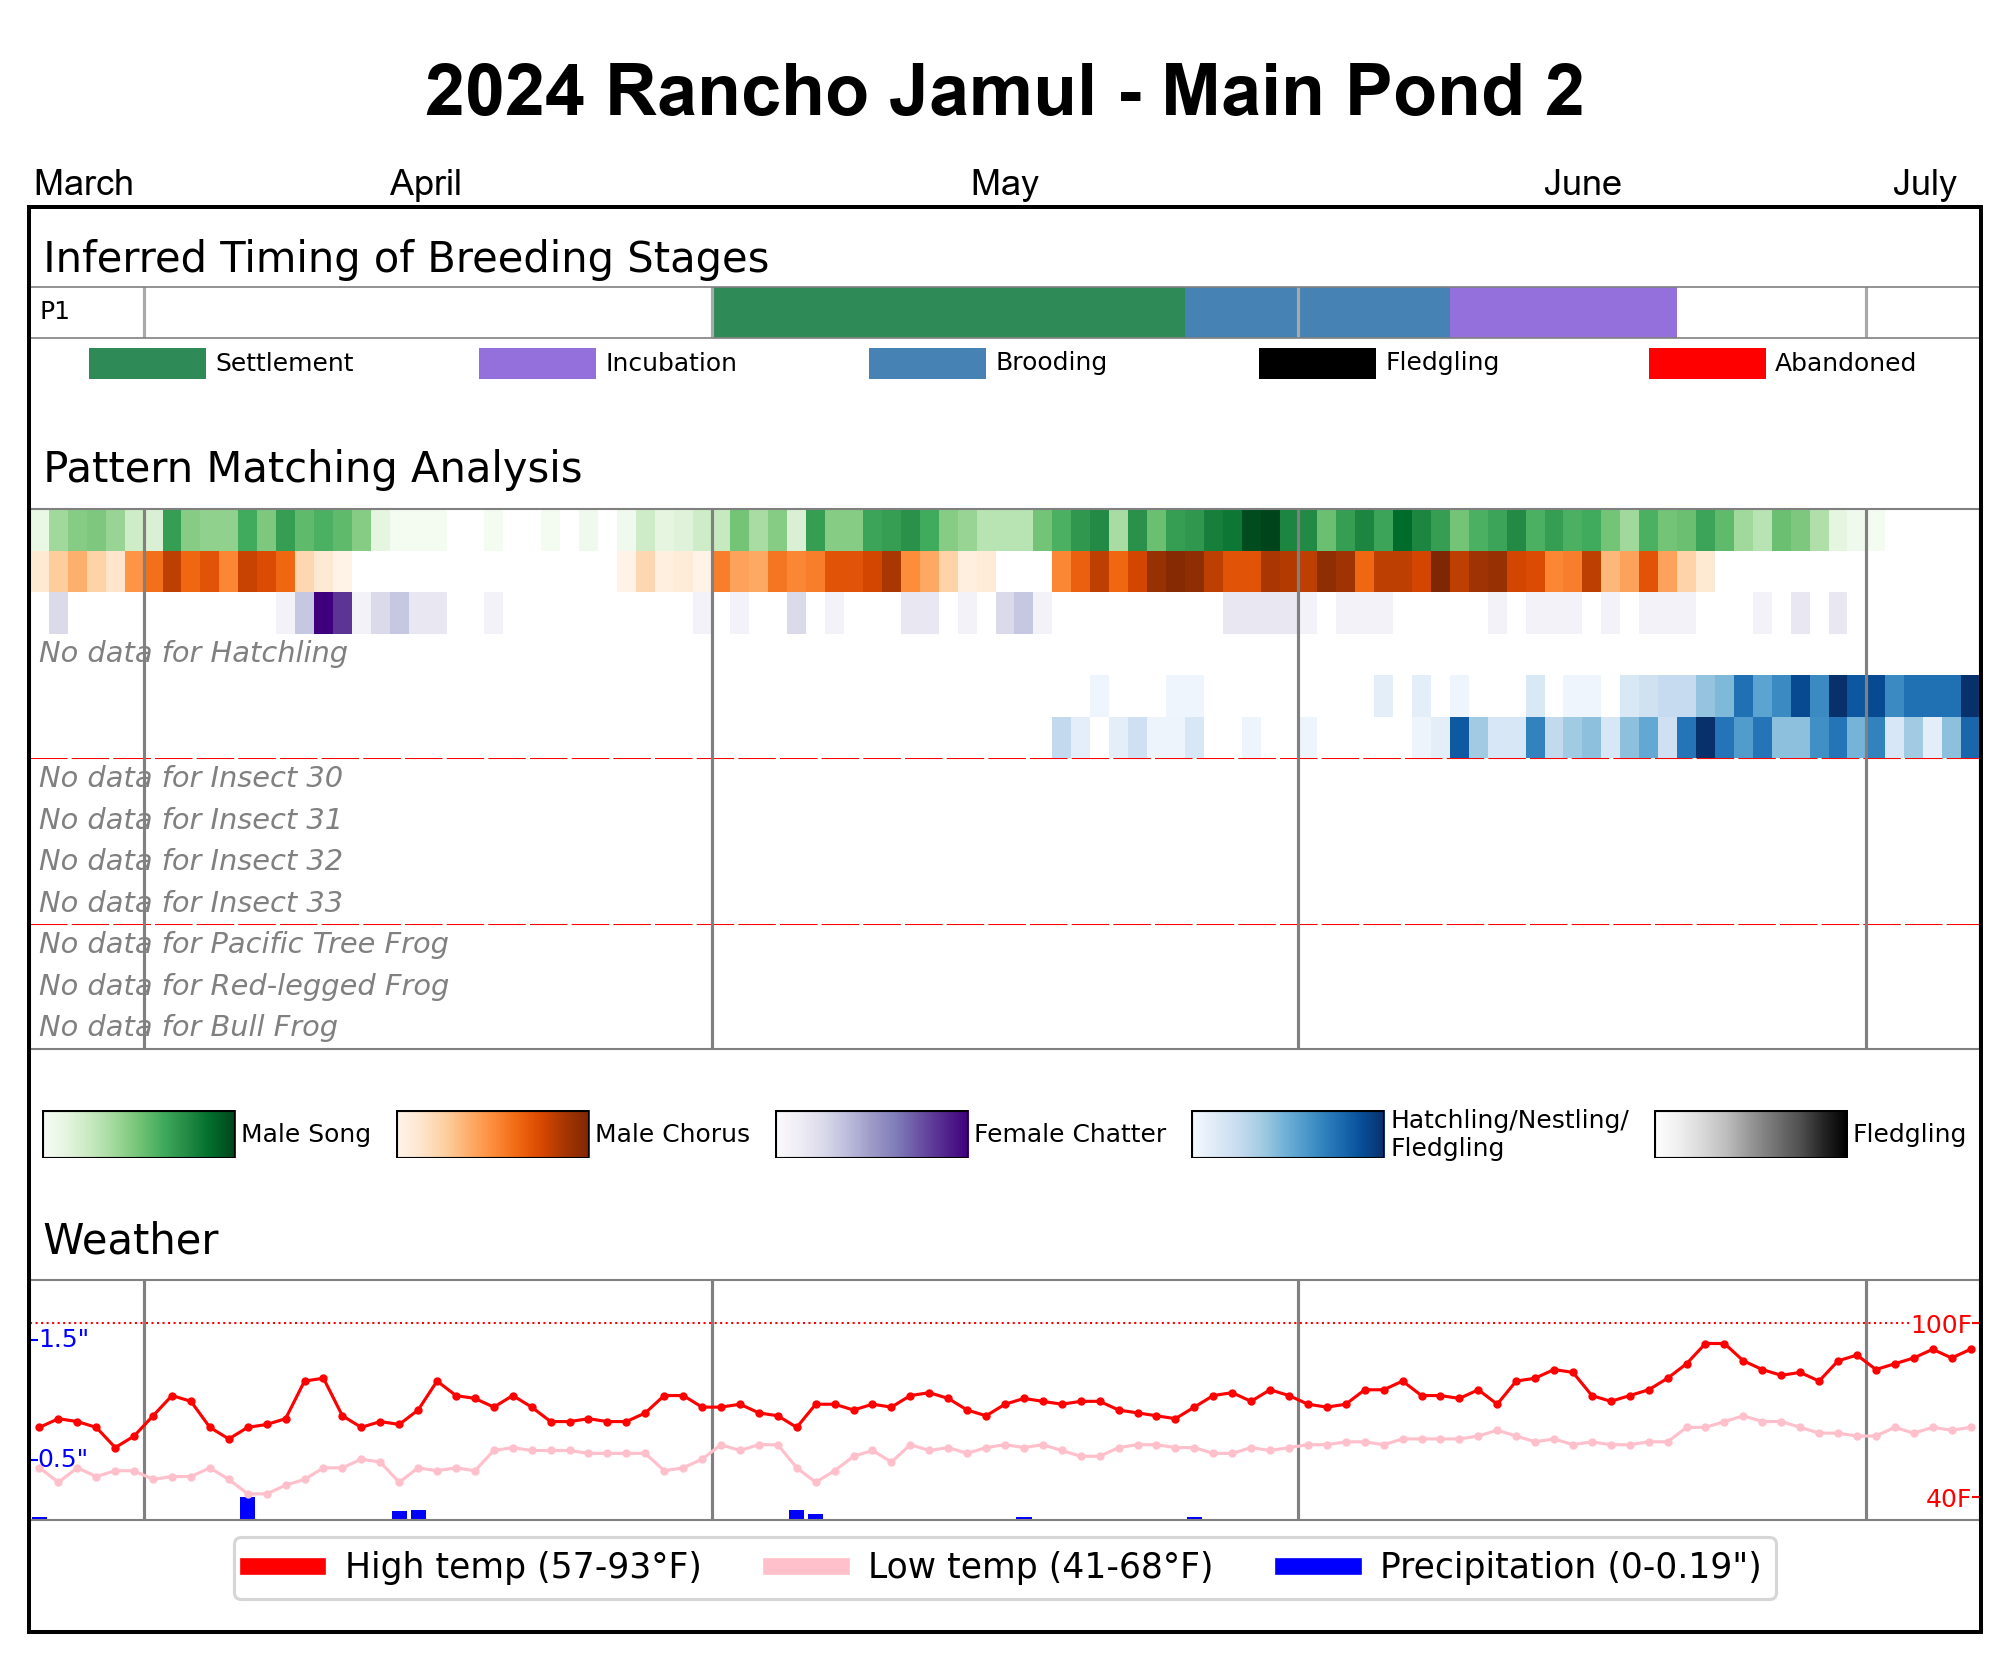 2024 Rancho Jamul - Main Pond 2
March April May June July
Inferred Timing of Breeding Stages
P1
Settlement Incubation Brooding Fledgling Abandoned
Pattern Matching Analysis
No data for Hatchling
No data for Insect 30
No data for Insect 31
No data for Insect 32
No data for Insect 33
No data for Pacific Tree Frog
No data for Red-legged Frog
No data for Bull Frog
Male Song Male Chorus Female Chatter Hatchling/Nestling/
Fledgling Fledgling
Weather
1.5" 100F
0.5"
40F
High temp (57-93°F) Low temp (41-68°F) Precipitation (0-0.19")